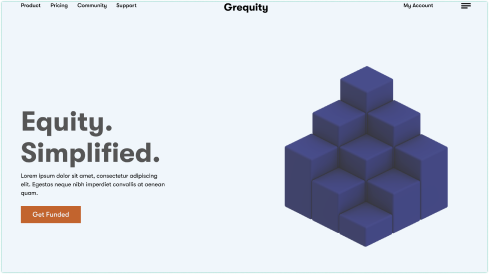 Product Pricing Community Support Grequity My Account
Equity.
Simplified.
Lorem ipsum dolor sit amet, consectetur adipiscing
elit. Egestas neque nibh imperdiet convallis at aenean
quam.
Get Funded